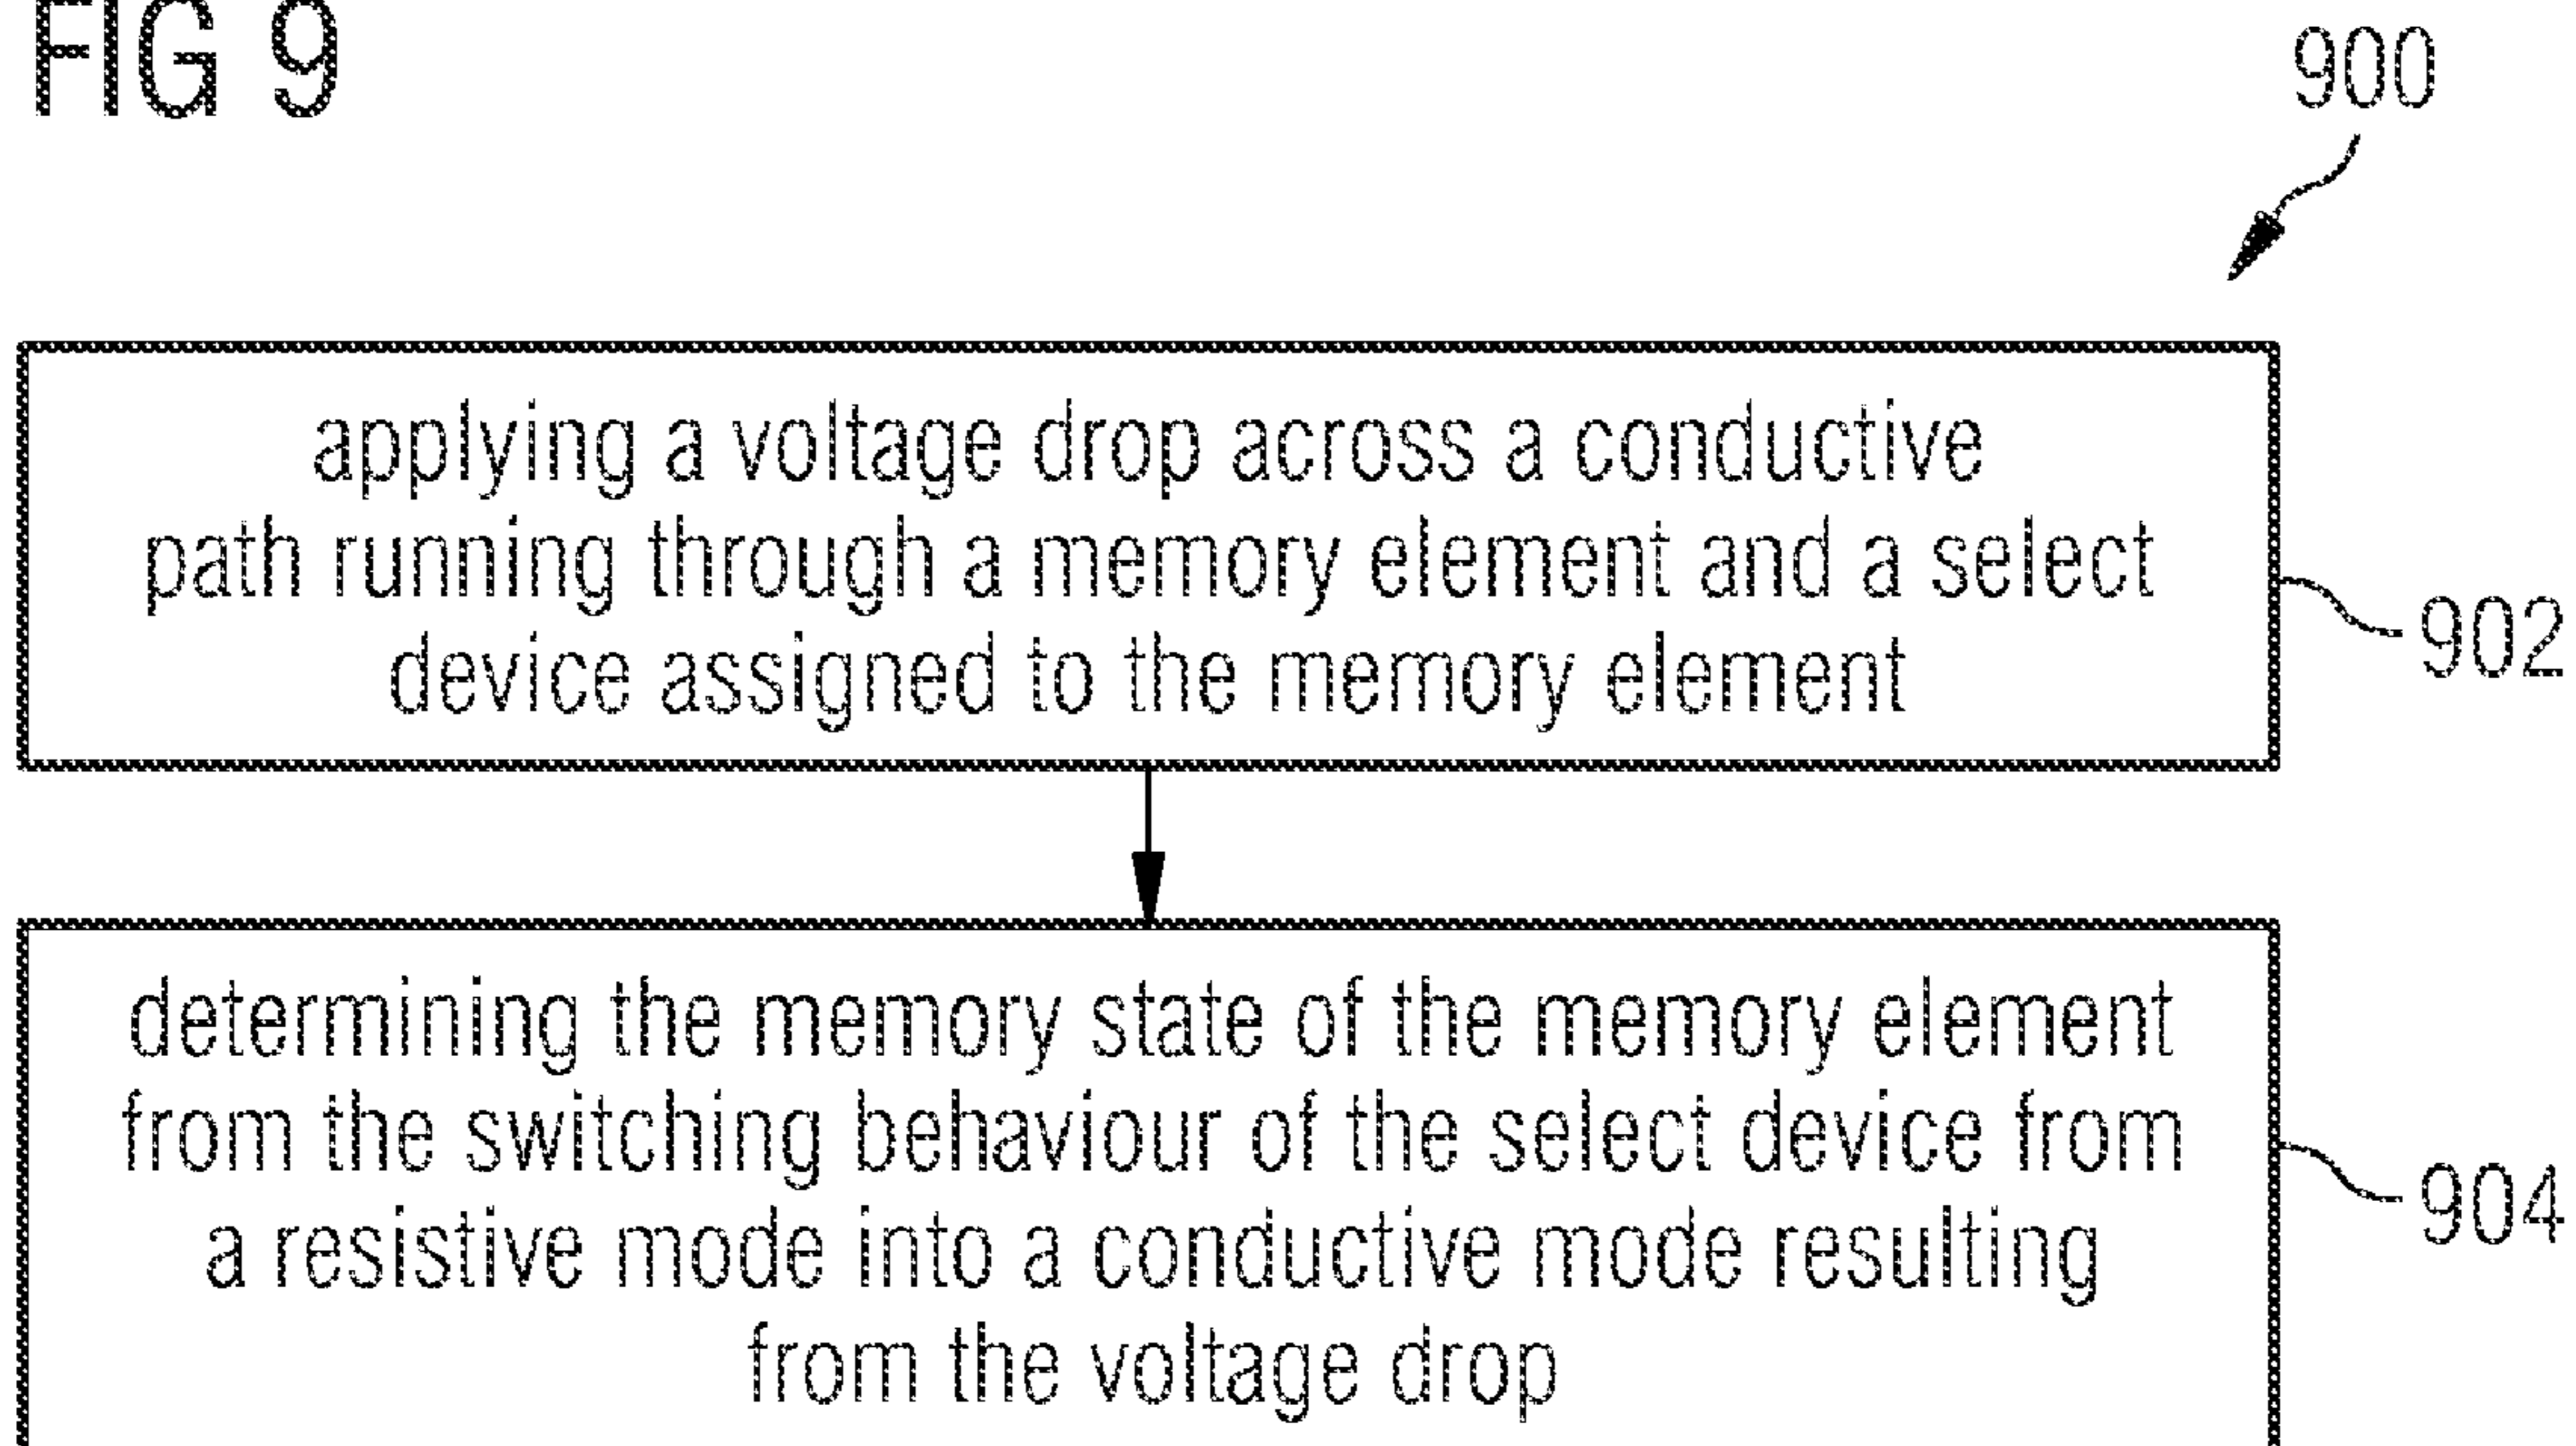 FIG 9
900
applying a voltage drop across a conductive
path running through a memory element and a select
device assigned to the memory element
902
determining the memory state of the memory element
from the switching behaviour of the select device from
a resistive mode into a conductive mode resulting
from the voltage drop
904